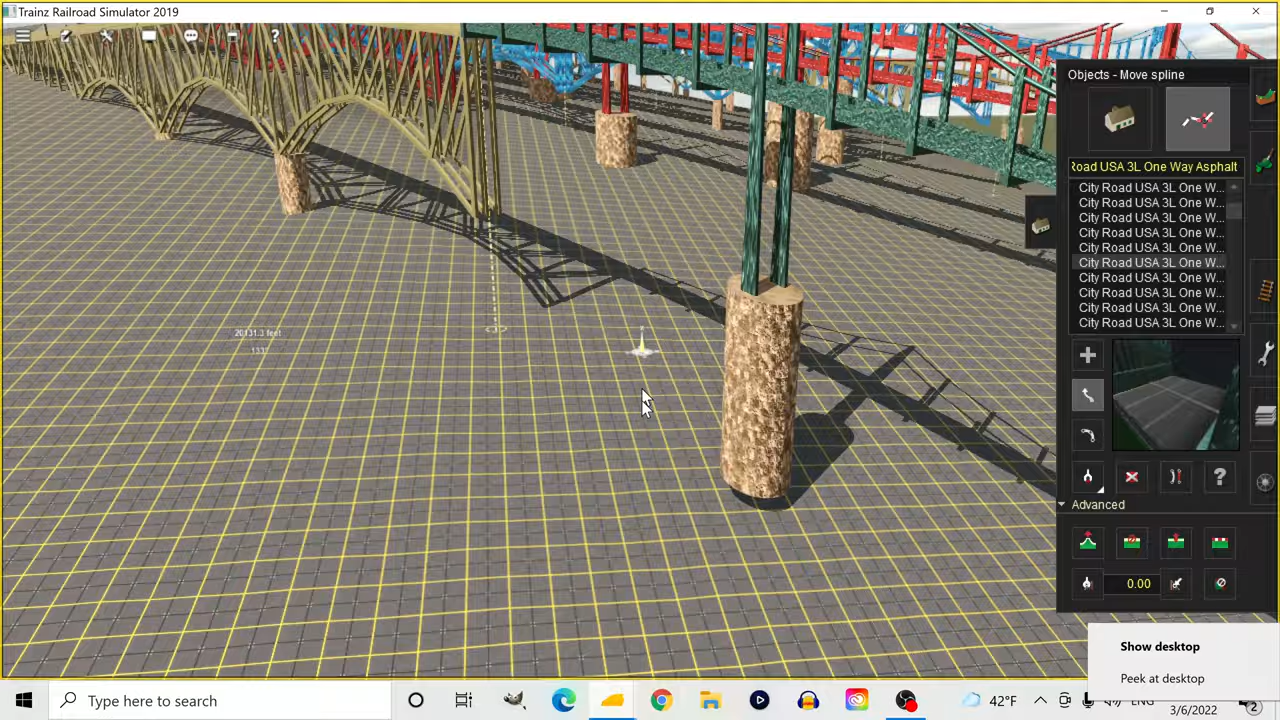 Trainz Railroad Simulator 2019
Objects - Move spline
Road USA 3L One Way Asphalt
City Road USA 3L One W...
City Road USA 3L One W...
City Road USA 3L One W...
City Road USA 3L One W...
City Road USA 3L One W...
City Road USA 3L One W...
City Road USA 3L One W...
City Road USA 3L One W...
City Road USA 3L One W...
City Road USA 3L One W...
20131.3 feet
Advanced
0.00
Show desktop
Peek at desktop
Type here to search
42°F
ENG
3/6/2022
2